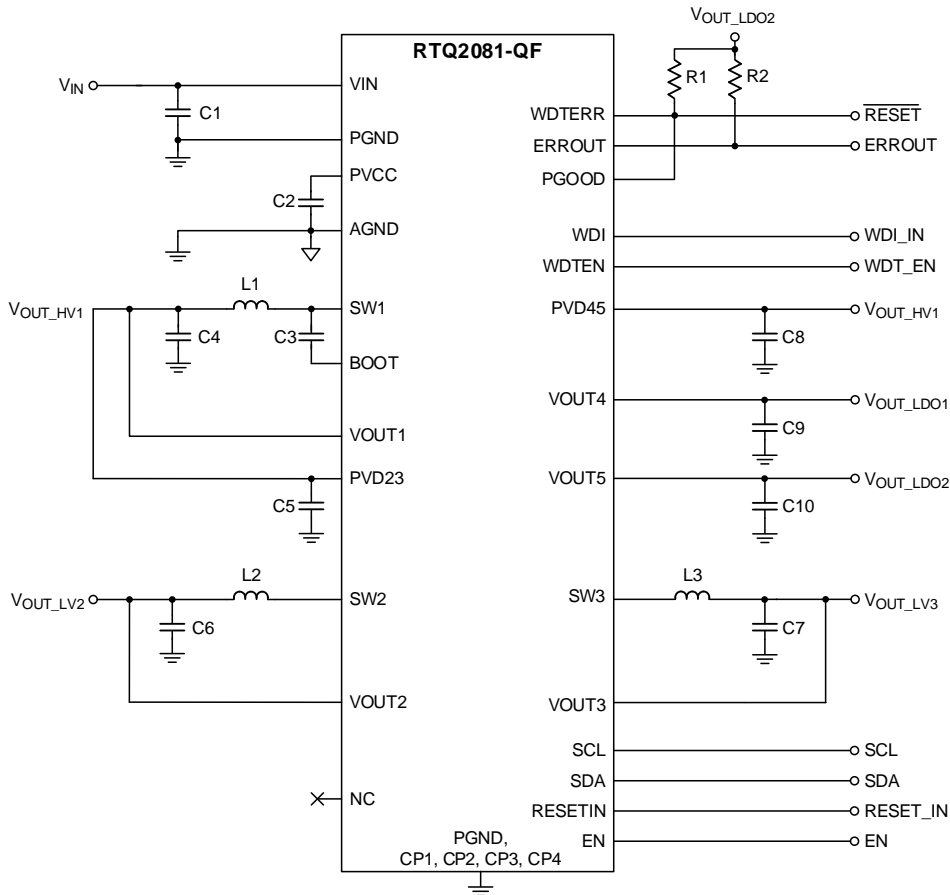 VOUT_LDO2
RTQ2081-QF
VIN
C1
VIN
PGND
PVCC
C2
AGND
R1
R2
WDTERR
RESET
ERROUT
ERROUT
PGOOD
WDI
WDI_IN
WDTEN
WDT_EN
VOUT_HV1
L1
C4
C3
SW1
BOOT
VOUT1
PVD23
C5
PVD45
VOUT_HV1
C8
VOUT4
VOUT_LDO1
C9
VOUT5
VOUT_LDO2
C10
VOUT_LV2
L2
C6
SW2
VOUT2
NC
SW3
L3
VOUT_LV3
C7
VOUT3
SCL
SCL
SDA
SDA
RESETIN
RESET_IN
EN
EN
PGND,
CP1, CP2, CP3, CP4